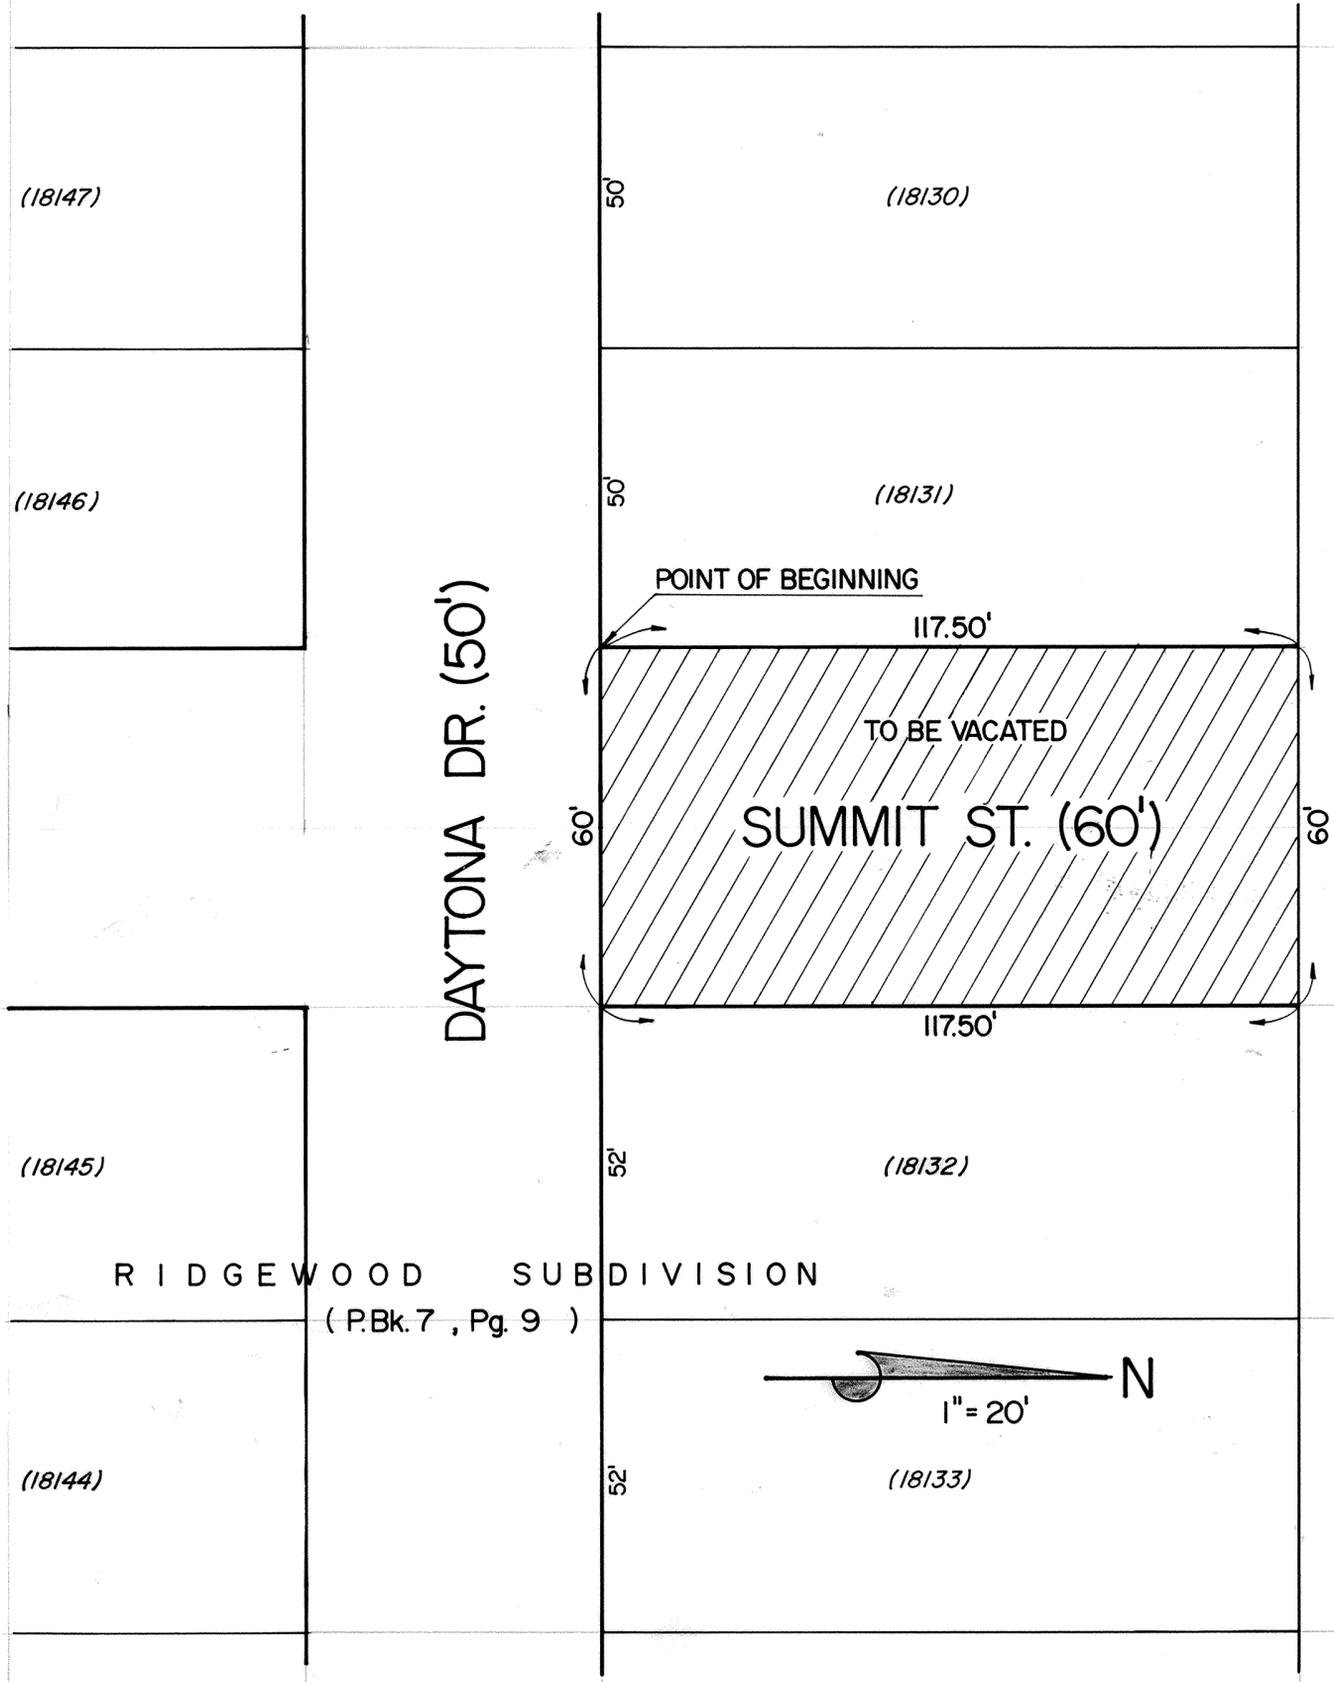 (18147)
50'
(18130)
(18146)
50'
(18131)
POINT OF BEGINNING
117.50'
DAYTONA DR. (50')
TO BE VACATED
60'
SUMMIT ST. (60')
60'
117.50'
(18145)
52'
(18132)
RIDGEWOOD SUBDIVISION
( P.Bk. 7 , Pg. 9 )
N
1"= 20'
(18144)
52'
(18133)